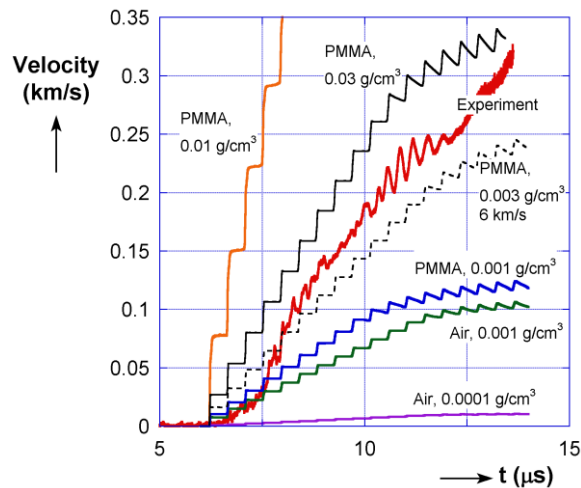 0.35
0.3
0.25
0.2
0.15
0.1
0.05
0
Velocity
(km/s)
PMMA,
0.01 g/cm³
PMMA,
0.03 g/cm³
Experiment
PMMA,
0.003 g/cm³
6 km/s
PMMA, 0.001 g/cm³
Air, 0.001 g/cm³
Air, 0.0001 g/cm³
5
10
15
t (μs)